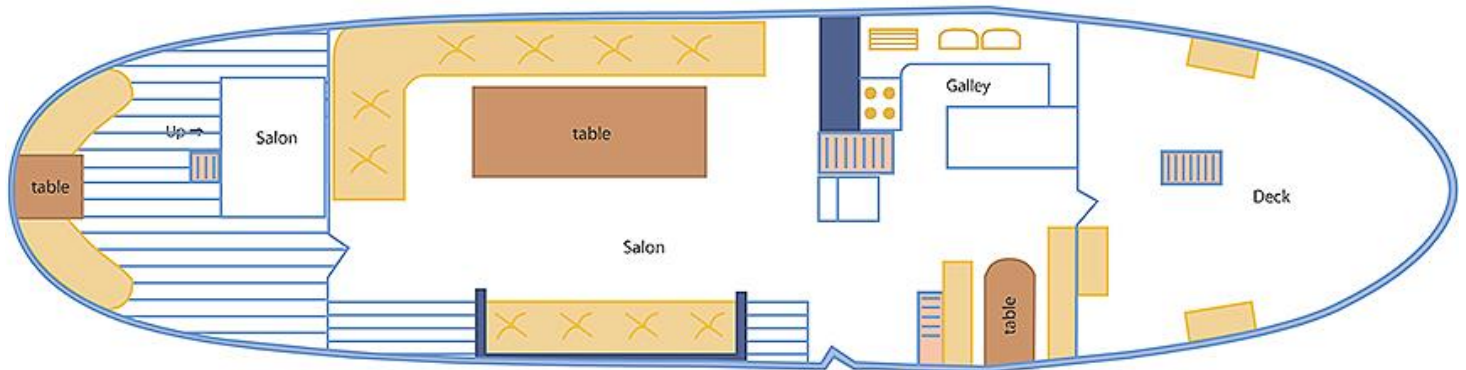 table
Up ⇒
Salon
table
Salon
Galley
table
Deck